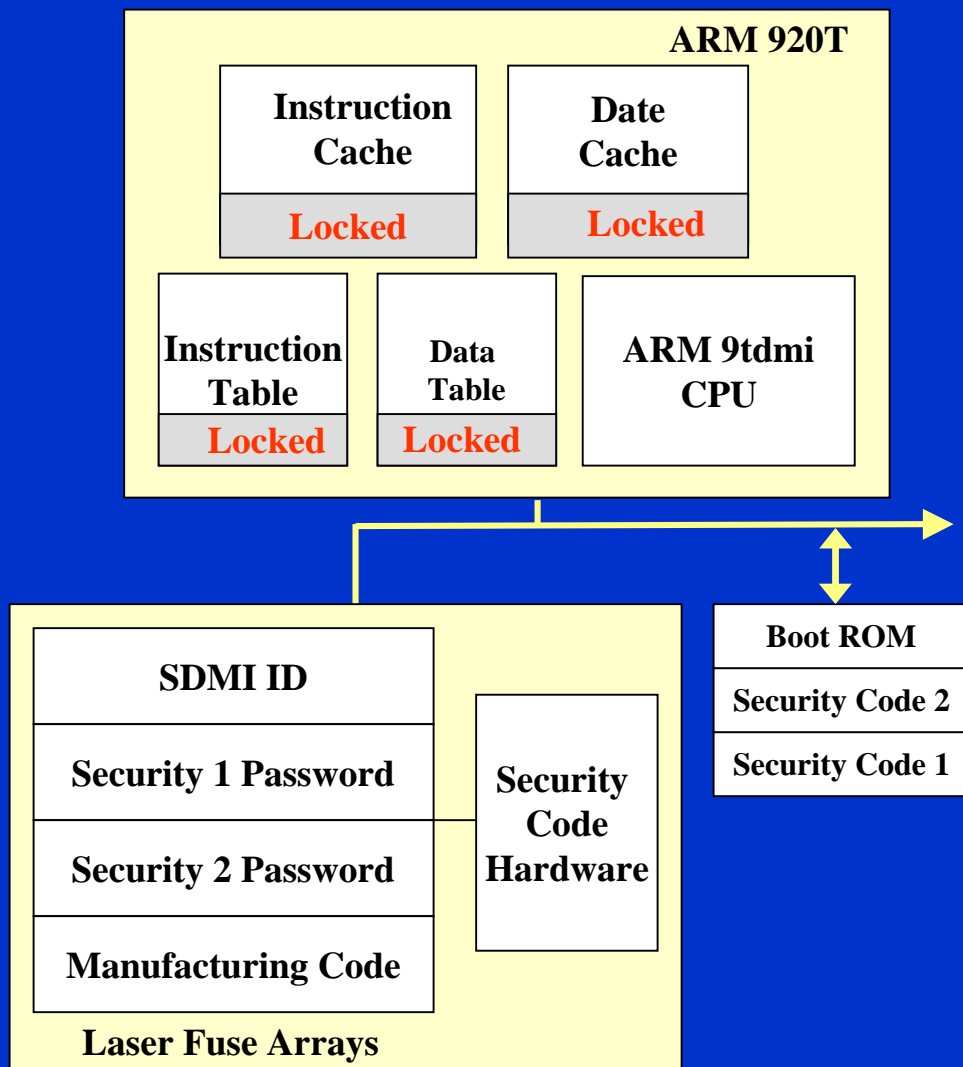 ARM 920T
Instruction
Cache
Locked
Date
Cache
Locked
Instruction
Table
Locked
Data
Table
Locked
ARM 9tdmi
CPU
SDMI ID
Security 1 Password
Security 2 Password
Manufacturing Code
Security
Code
Hardware
Laser Fuse Arrays
Boot ROM
Security Code 2
Security Code 1